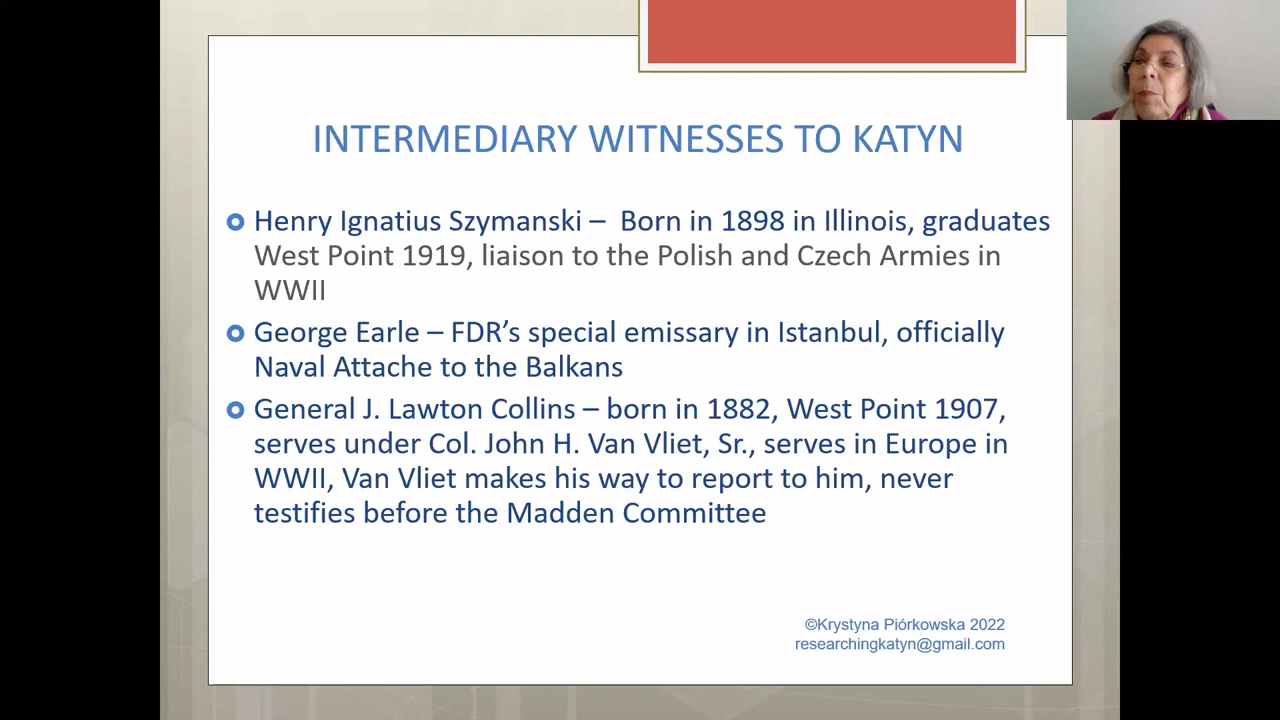 INTERMEDIARY WITNESSES TO KATYN
Henry Ignatius Szymanski – Born in 1898 in Illinois, graduates
West Point 1919, liaison to the Polish and Czech Armies in
WWII
George Earle – FDR's special emissary in Istanbul, officially
Naval Attache to the Balkans
General J. Lawton Collins – born in 1882, West Point 1907,
serves under Col. John H. Van Vliet, Sr., serves in Europe in
WWII, Van Vliet makes his way to report to him, never
testifies before the Madden Committee
©Krystyna Piórkowska 2022
researchingkatyn@gmail.com